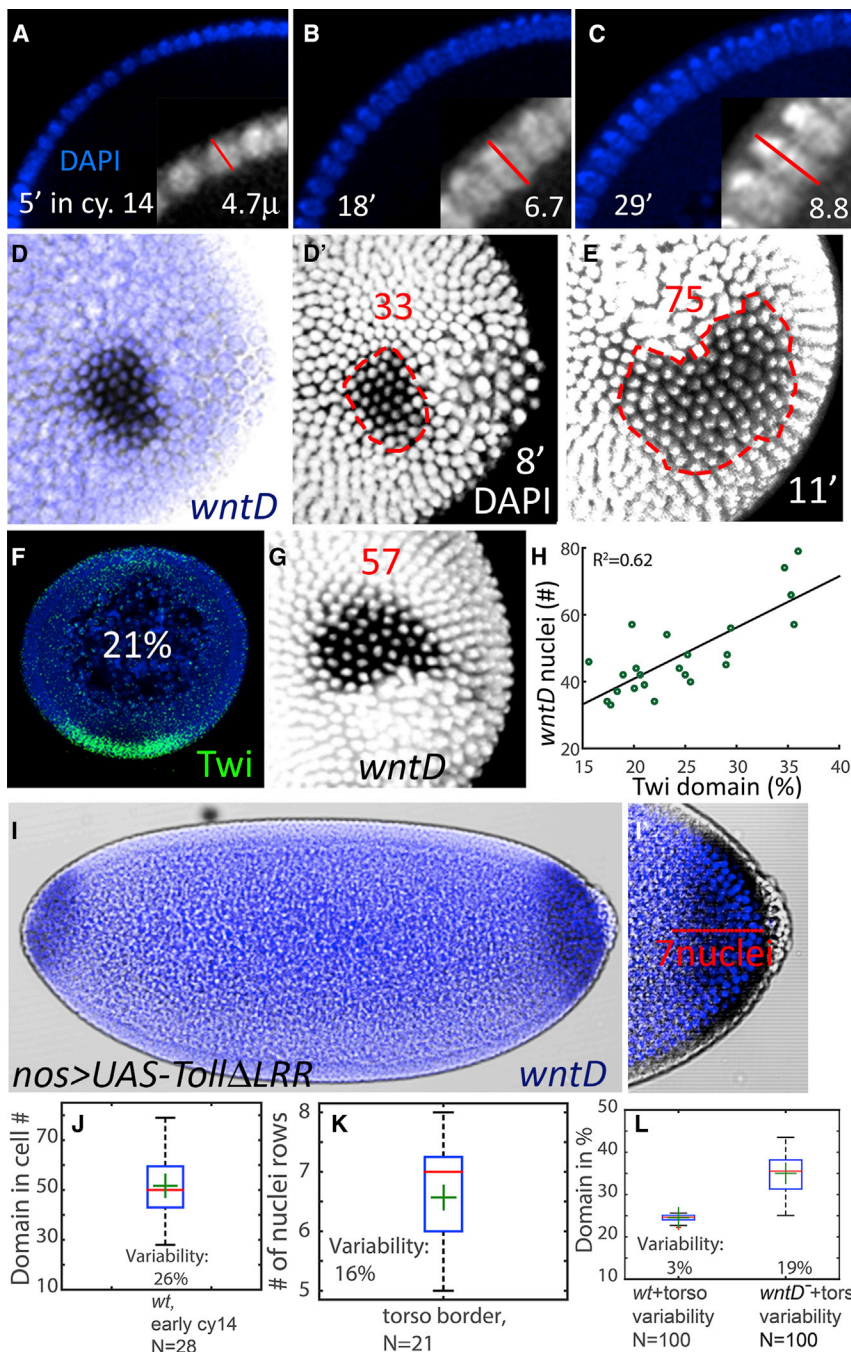 A
DAPI
5' in cy. 14
4.7μ
B
18'
6.7
C
29'
8.8
D
wntD
D'
33
8'
DAPI
E
75
11'
F
21%
Twi
G
57
wntD
H
R²=0.62
wntD nuclei (#)
80
60
40
20
15 20 25 30 35 40
Twi domain (%)
I
nos>UAS-TollΔLRR
wntD
I'
7nuclei
J
Domain in cell #
70
50
30
10
Variability:
26%
wt,
early cy14
N=28
K
# of nuclei rows
8
7
6
5
Variability:
16%
torso border,
N=21
L
Domain in %
50
40
30
20
10
Variability:
3%
19%
wt+torso
variability
N=100
wntD⁻+tors
variability
N=100